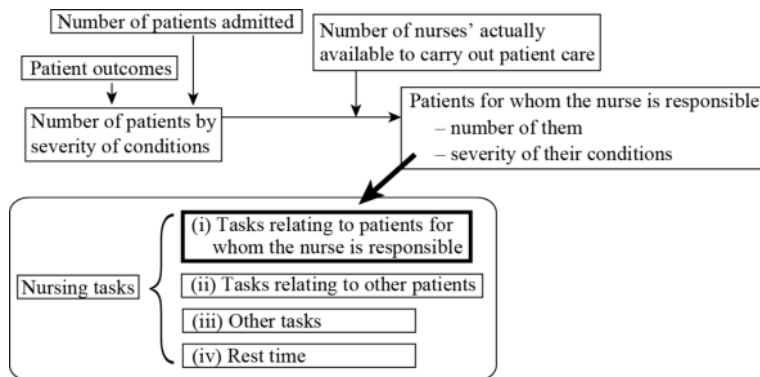 Number of patients admitted
Number of nurses’ actually
available to carry out patient care
Patient outcomes
Number of patients by
severity of conditions
Patients for whom the nurse is responsible
– number of them
– severity of their conditions
Nursing tasks
(i) Tasks relating to patients for
whom the nurse is responsible
(ii) Tasks relating to other patients
(iii) Other tasks
(iv) Rest time